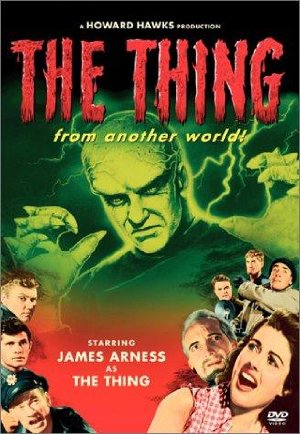 A HOWARD HAWKS PRODUCTION
THE THING
from another world!
STARRING
JAMES ARNESS
AS
THE THING
DVD
VIDEO